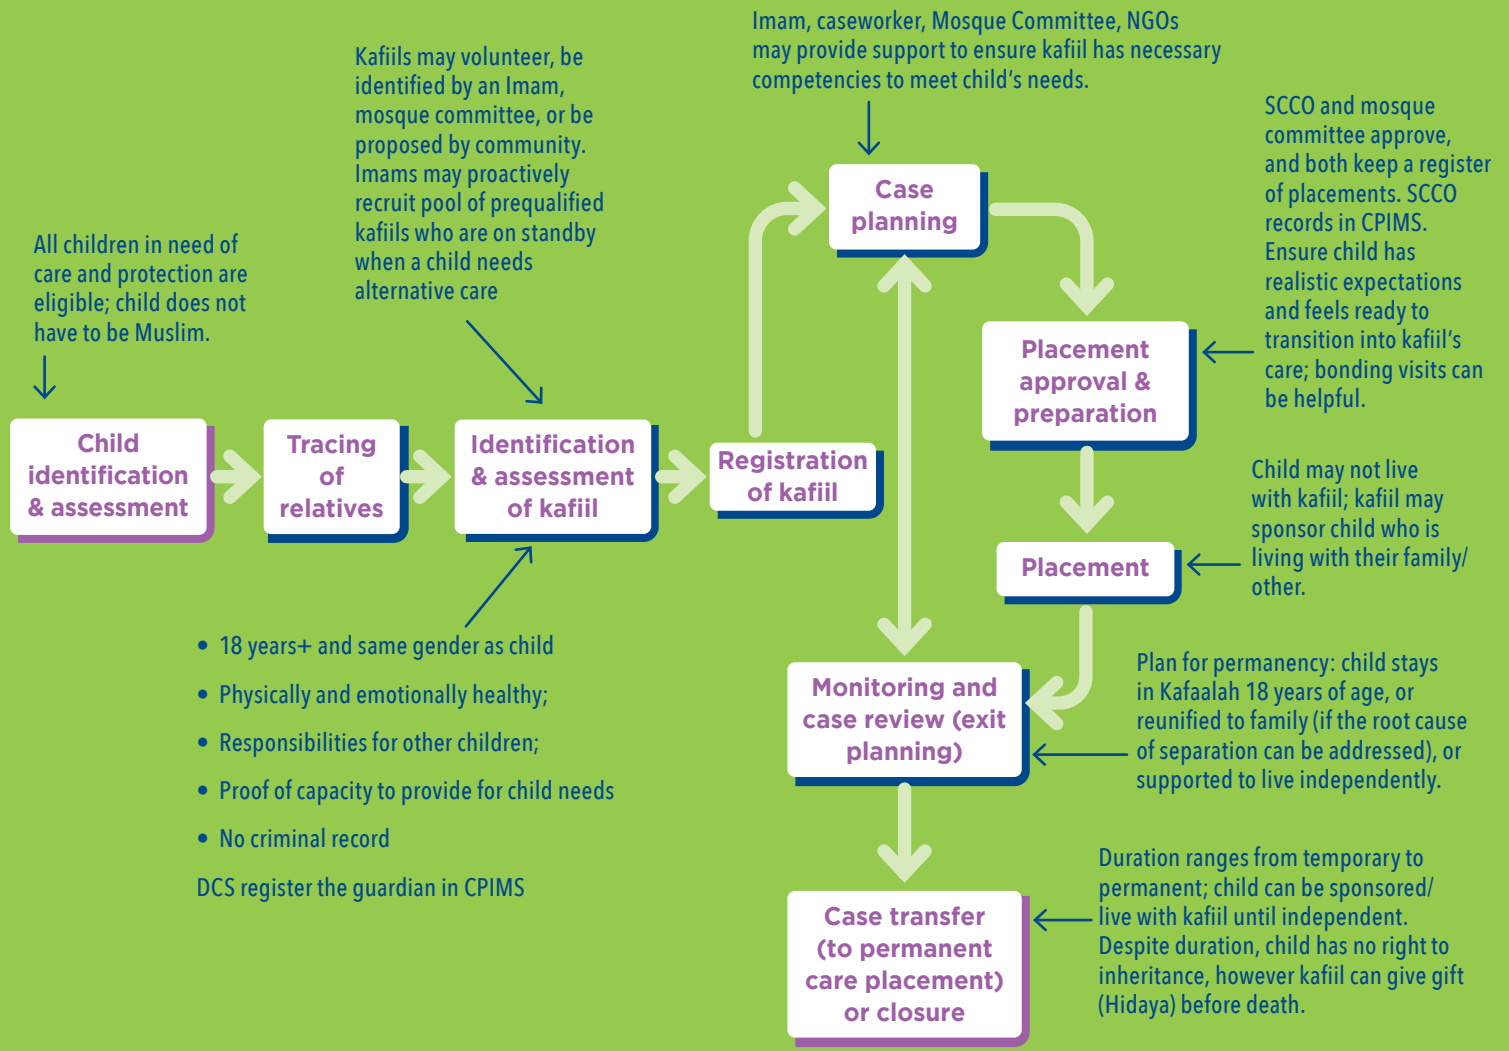 All children in need of
care and protection are
eligible; child does not
have to be Muslim.
Kafiils may volunteer, be
identified by an Imam,
mosque committee, or be
proposed by community.
Imams may proactively
recruit pool of prequalified
kafiils who are on standby
when a child needs
alternative care
Imam, caseworker, Mosque Committee, NGOs
may provide support to ensure kafiil has necessary
competencies to meet child's needs.
SCCO and mosque
committee approve,
and both keep a register
of placements. SCCO
records in CPIMS.
Ensure child has
realistic expectations
and feels ready to
transition into kafiil's
care; bonding visits can
be helpful.
Child
identification
& assessment
Tracing
of
relatives
Identification
& assessment
of kafiil
Registration
of kafiil
Case
planning
Placement
approval &
preparation
Placement
Child may not live
with kafiil; kafiil may
sponsor child who is
living with their family/
other.
• 18 years+ and same gender as child
• Physically and emotionally healthy;
• Responsibilities for other children;
• Proof of capacity to provide for child needs
• No criminal record
DCS register the guardian in CPIMS
Monitoring and
case review (exit
planning)
Plan for permanency: child stays
in Kafaalah 18 years of age, or
reunified to family (if the root cause
of separation can be addressed), or
supported to live independently.
Case transfer
(to permanent
care placement)
or closure
Duration ranges from temporary to
permanent; child can be sponsored/
live with kafiil until independent.
Despite duration, child has no right to
inheritance, however kafiil can give gift
(Hidaya) before death.